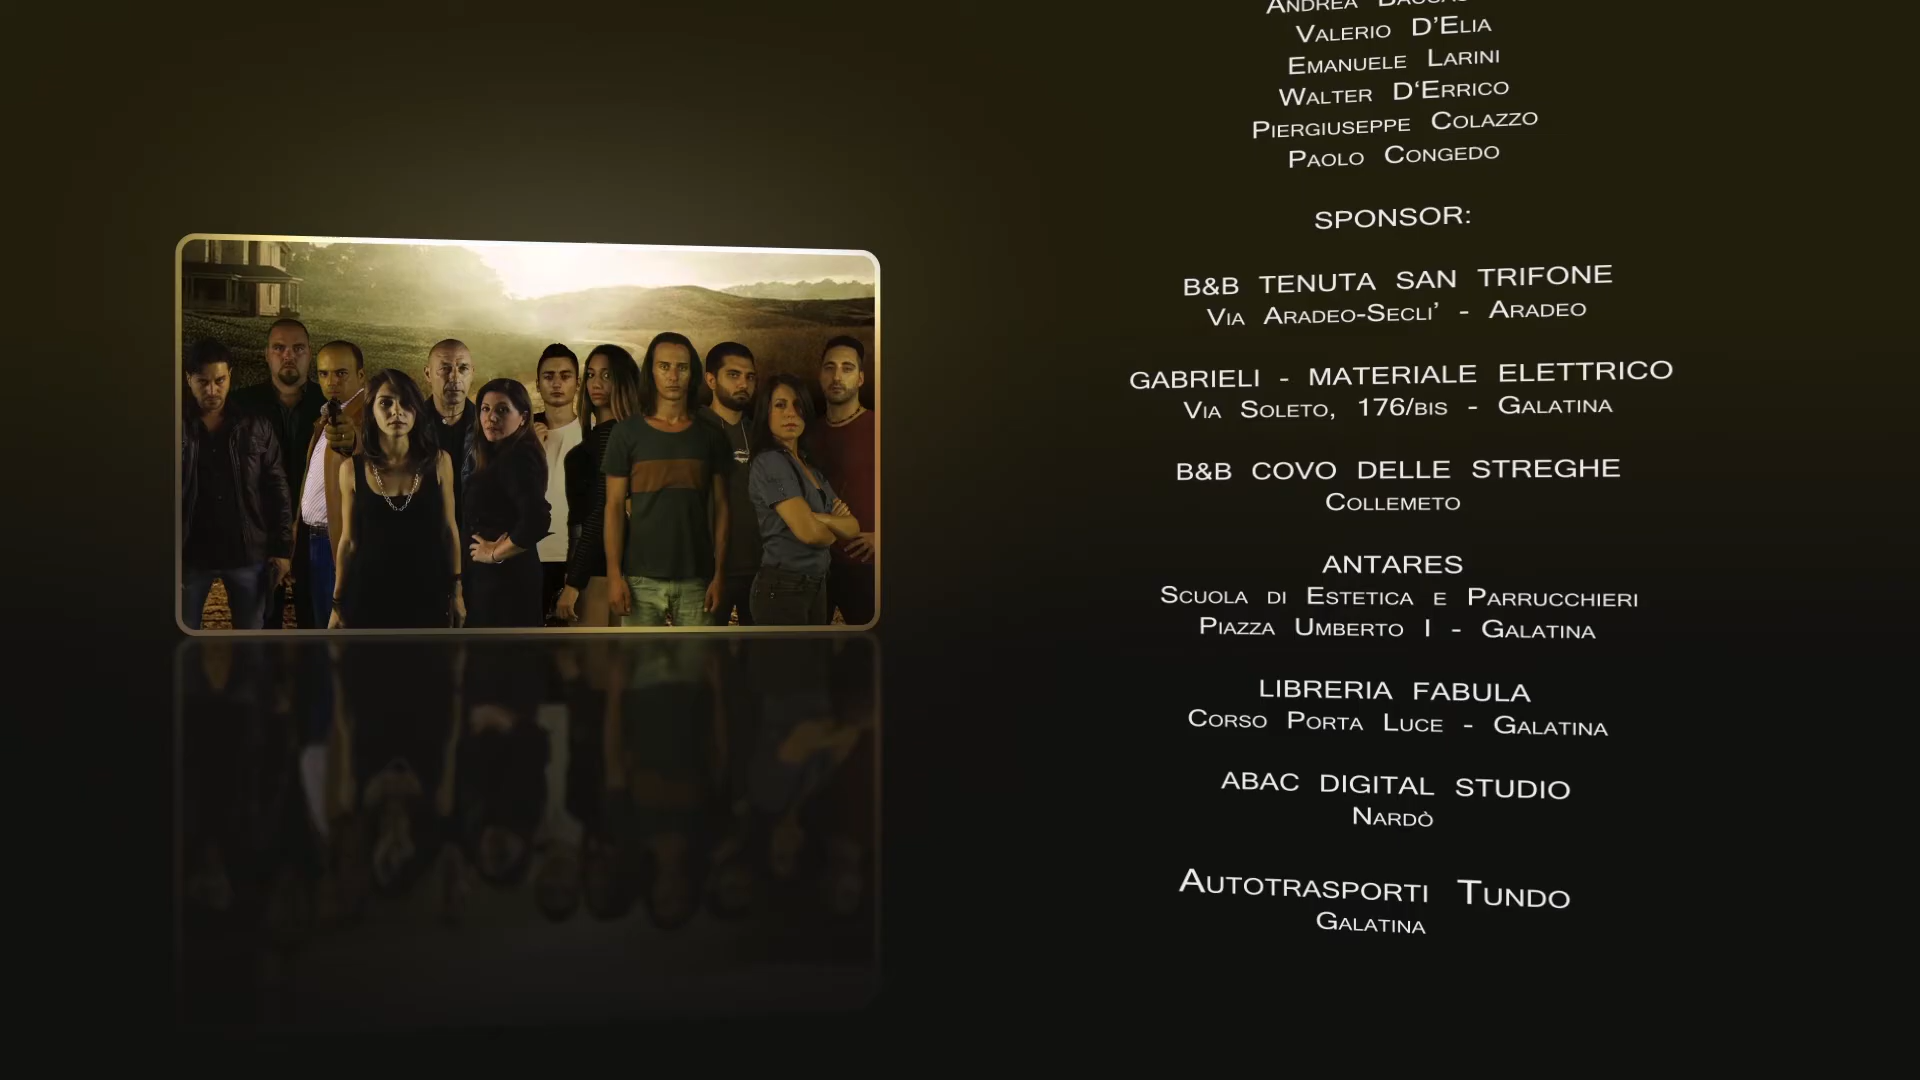 Andrea
Valerio D'Elia
Emanuele Larini
Walter D‘Errico
Piergiuseppe Colazzo
Paolo Congedo
SPONSOR:
B&B TENUTA SAN TRIFONE
Via Aradeo-Secli’ - Aradeo
GABRIELI - MATERIALE ELETTRICO
Via Soleto, 176/bis - Galatina
B&B COVO DELLE STREGHE
Collemeto
ANTARES
Scuola di Estetica e Parrucchieri
Piazza Umberto I - Galatina
LIBRERIA FABULA
Corso Porta Luce - Galatina
ABAC DIGITAL STUDIO
Nardò
Autotrasporti Tundo
Galatina